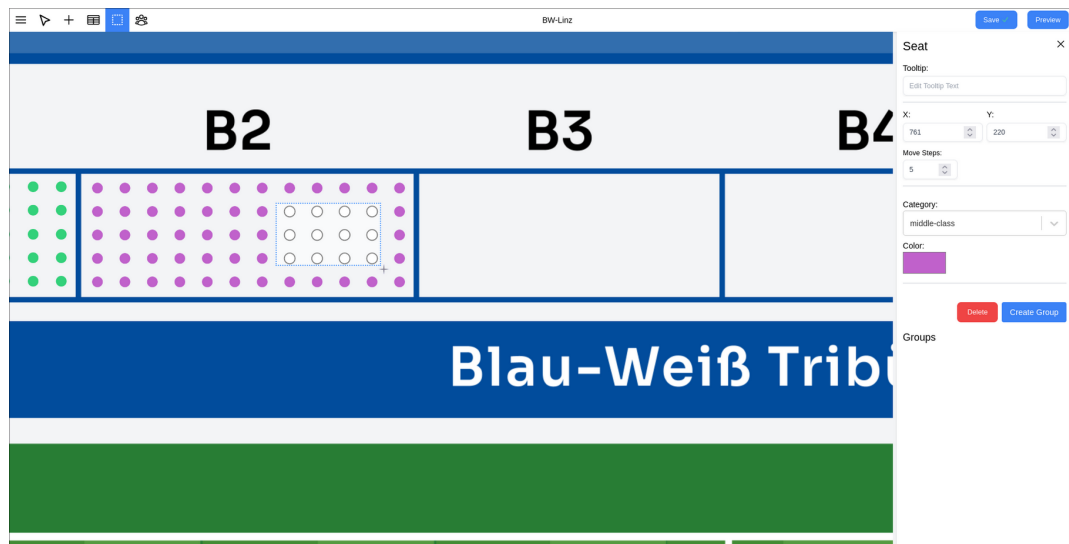 BW-Linz
Save
Preview
Seat
Tooltip:
Edit Tooltip Text
X:
Y:
761
220
Move Steps:
5
Category:
middle-class
Color:
Delete
Create Group
Groups
B2
B3
B4
Blau-Weiß